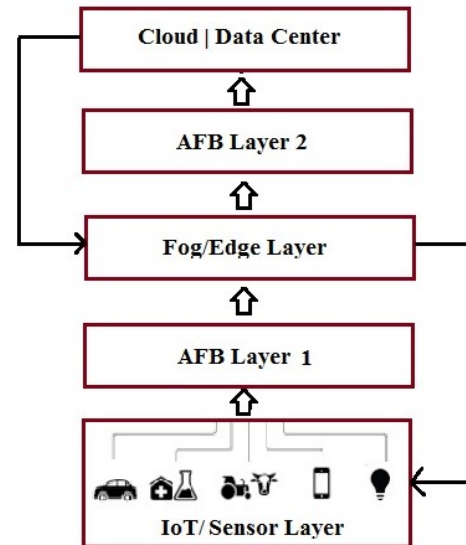 Cloud | Data Center
AFB Layer 2
Fog/Edge Layer
AFB Layer 1
IoT/ Sensor Layer